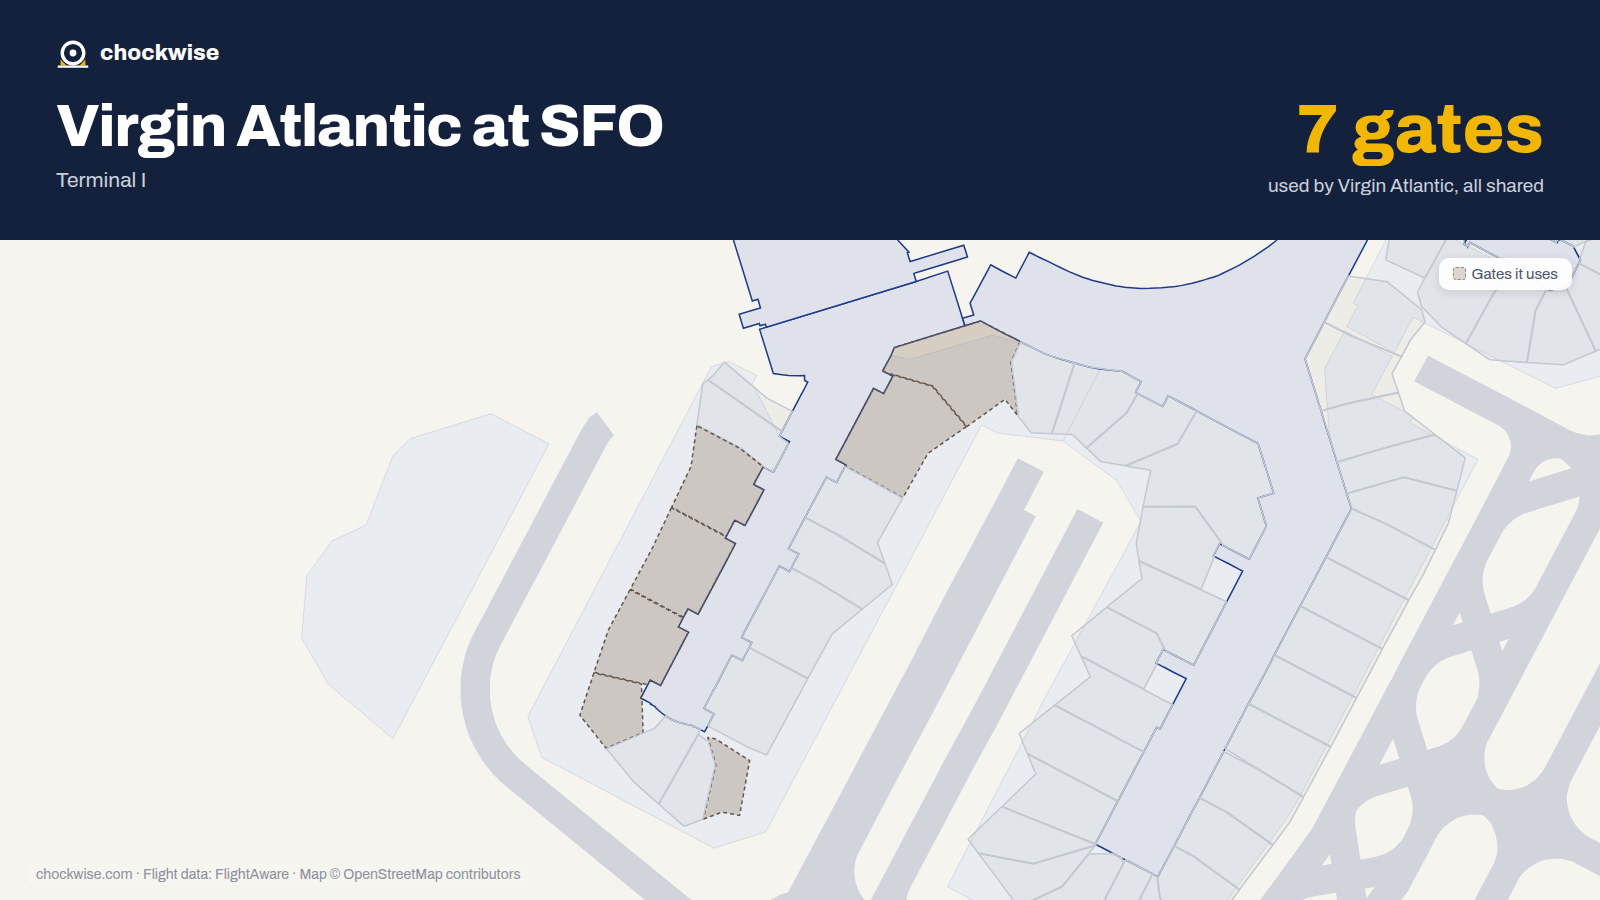 chockwise
Virgin Atlantic at SFO
Terminal I
7 gates
used by Virgin Atlantic, all shared
Gates it uses
chockwise.com · Flight data: FlightAware · Map © OpenStreetMap contributors